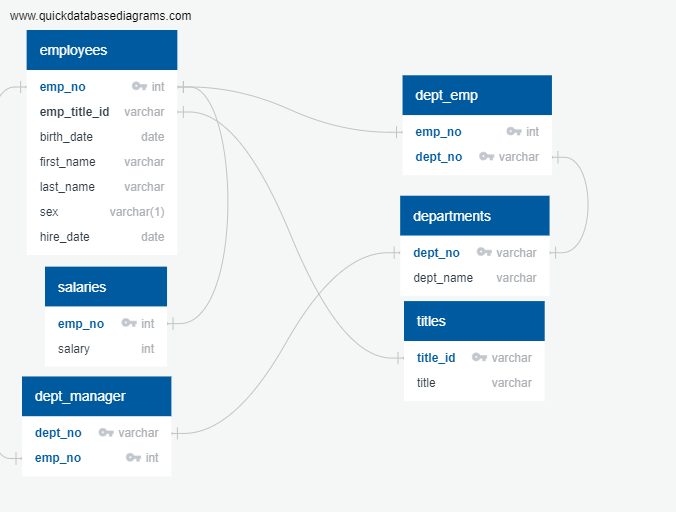 www.quickdatabasediagrams.com
employees
emp_no int
emp_title_id varchar
birth_date date
first_name varchar
last_name varchar
sex varchar(1)
hire_date date
salaries
emp_no int
salary int
dept_manager
dept_no varchar
emp_no int
dept_emp
emp_no int
dept_no varchar
departments
dept_no varchar
dept_name varchar
titles
title_id varchar
title varchar